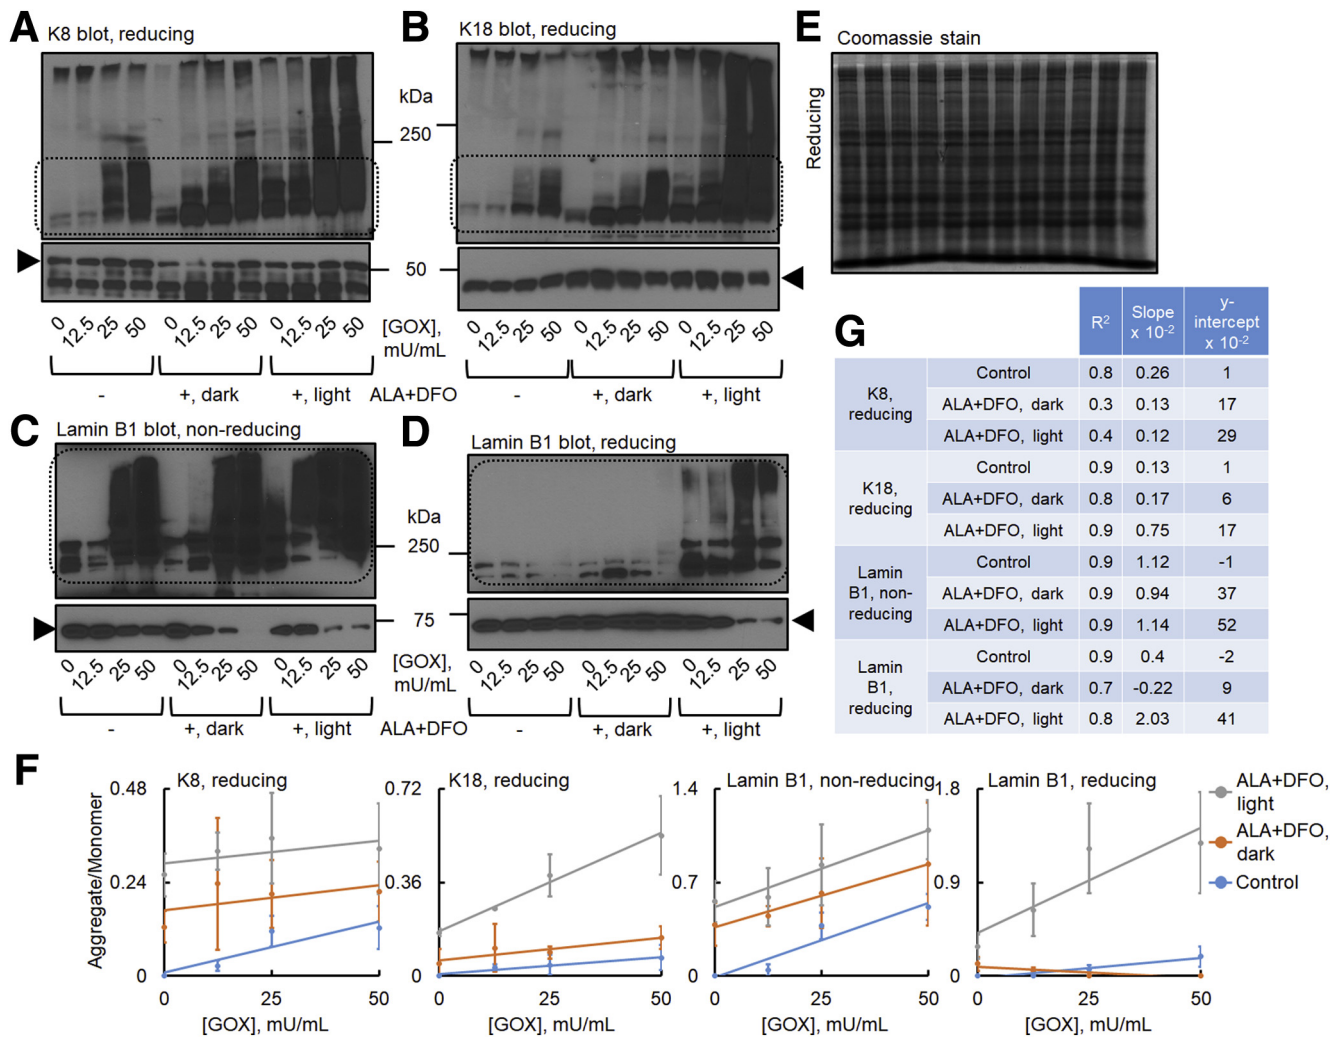 A
K8 blot, reducing
B
K18 blot, reducing
E
Coomassie stain
Reducing
kDa
250
50
0 12.5 25 50 0 12.5 25 50 0 12.5 25 50
[GOX], mU/mL
0 12.5 25 50 0 12.5 25 50 0 12.5 25 50
- +, dark +, light ALA+DFO - +, dark +, light
C
Lamin B1 blot, non-reducing
D
Lamin B1 blot, reducing
kDa
250
75
0 12.5 25 50 0 12.5 25 50 0 12.5 25 50
[GOX], mU/mL
0 12.5 25 50 0 12.5 25 50 0 12.5 25 50
- +, dark +, light ALA+DFO - +, dark +, light
G
R2 Slope x 10-2 y-intercept x 10-2
K8, reducing
Control 0.8 0.26 1
ALA+DFO, dark 0.3 0.13 17
ALA+DFO, light 0.4 0.12 29
K18, reducing
Control 0.9 0.13 1
ALA+DFO, dark 0.8 0.17 6
ALA+DFO, light 0.9 0.75 17
Lamin B1, non-reducing
Control 0.9 1.12 -1
ALA+DFO, dark 0.9 0.94 37
ALA+DFO, light 0.9 1.14 52
Lamin B1, reducing
Control 0.9 0.4 -2
ALA+DFO, dark 0.7 -0.22 9
ALA+DFO, light 0.8 2.03 41
F
Aggregate/Monomer
K8, reducing
0.48
0.24
0
0 25 50
[GOX], mU/mL
K18, reducing
0.72
0.36
0
0 25 50
[GOX], mU/mL
Lamin B1, non-reducing
1.4
0.7
0
0 25 50
[GOX], mU/mL
Lamin B1, reducing
1.8
0.9
0
0 25 50
[GOX], mU/mL
ALA+DFO, light
ALA+DFO, dark
Control